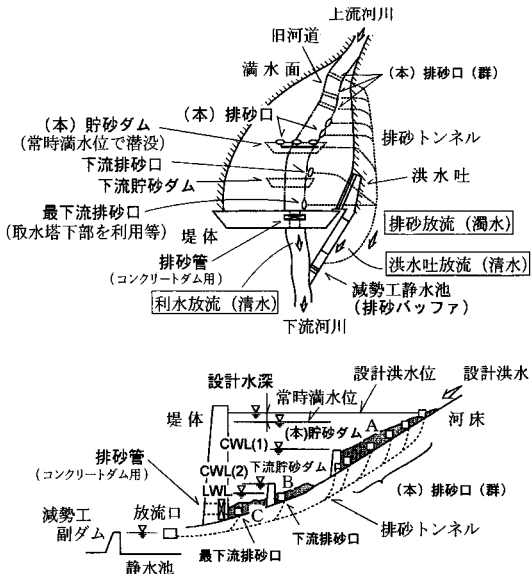 上流河川
旧河道
満水面
(本)排砂口(群)
(本)排砂口
(本)貯砂ダム
(常時満水位で潜没)
排砂トンネル
下流排砂口
下流貯砂ダム
洪水吐
最下流排砂口
(取水塔下部を利用等)
排砂放流(濁水)
堤体
排砂管
(コンクリートダム用)
洪水吐放流(清水)
利水放流(清水)
減勢工静水池
(排砂バッファ)
下流河川
設計洪水位
設計洪水
設計水深
常時満水位
堤体
(本)貯砂ダム
A
河床
CWL(1)
排砂管
(コンクリートダム用)
CWL(2)
下流貯砂ダム
B
LWL
(本)排砂口(群)
減勢工
副ダム
放流口
C
排砂トンネル
下流排砂口
最下流排砂口
静水池